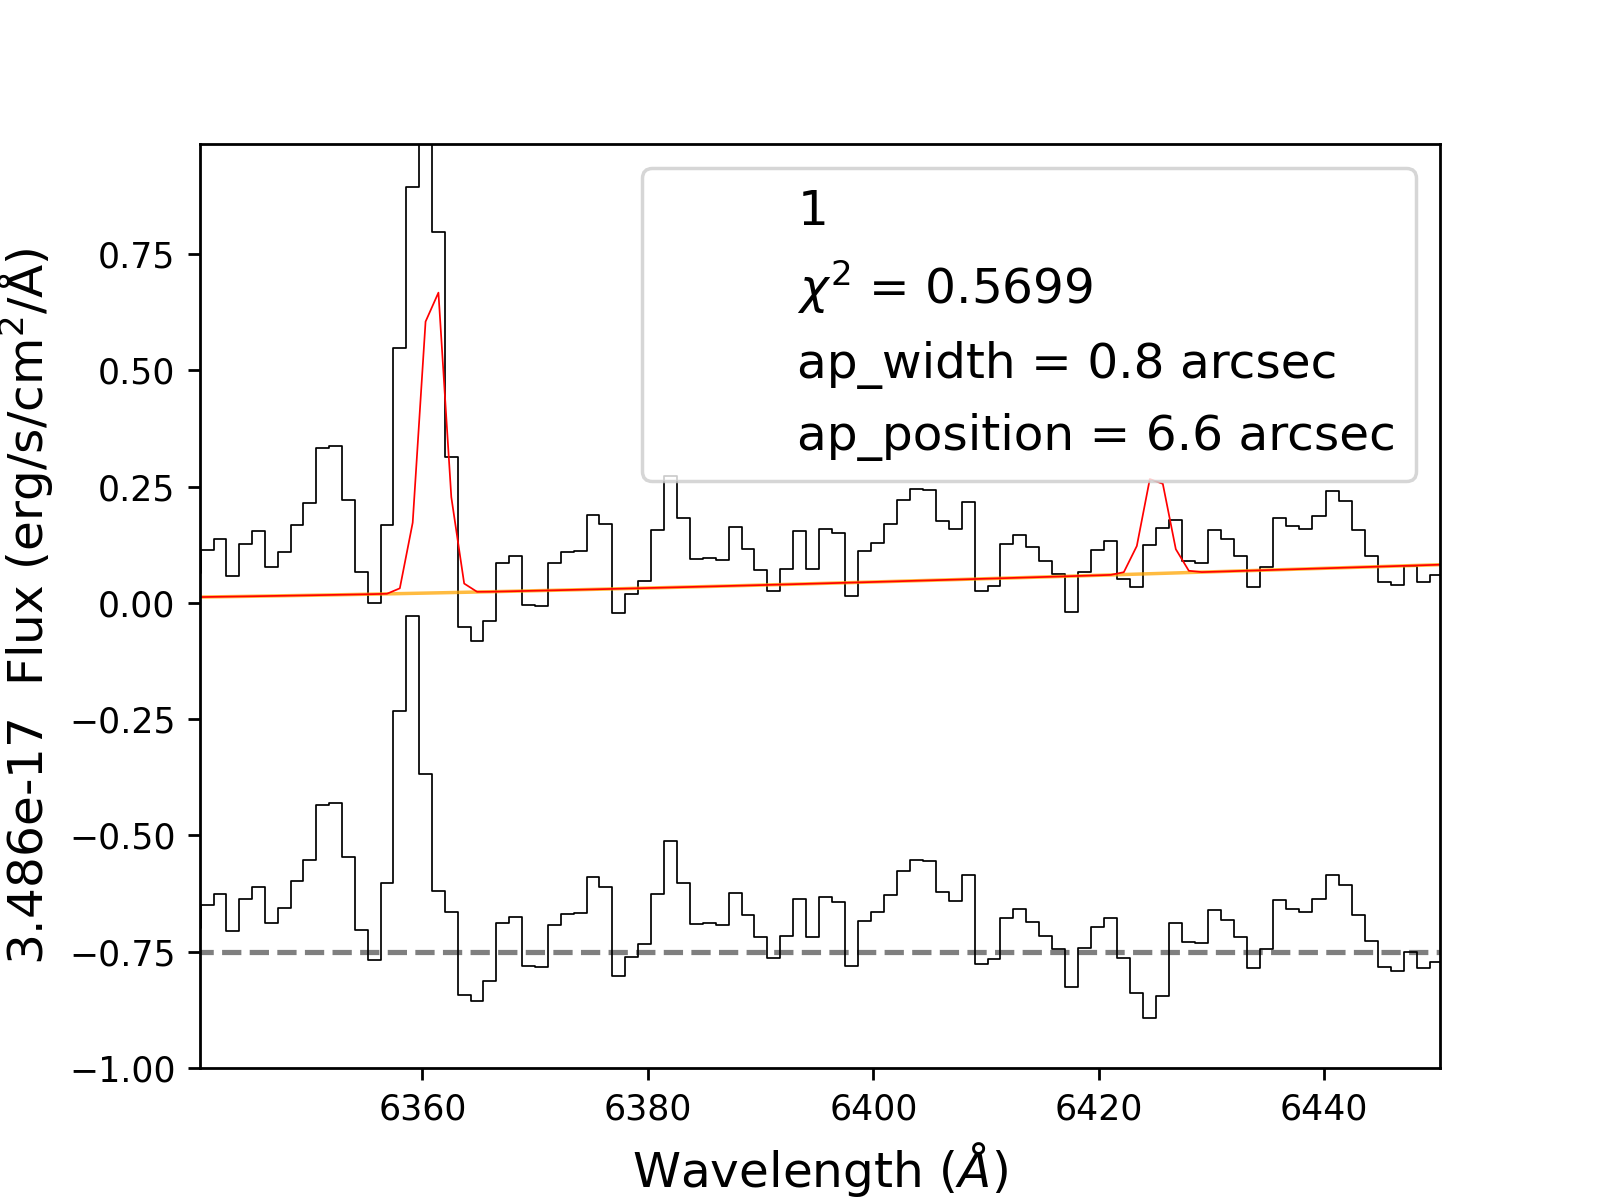 1
χ² = 0.5699
ap_width = 0.8 arcsec
ap_position = 6.6 arcsec
3.486e-17 Flux (erg/s/cm²/Å)
0.75
0.50
0.25
0.00
−0.25
−0.50
−0.75
−1.00
6360 6380 6400 6420 6440
Wavelength (Å)